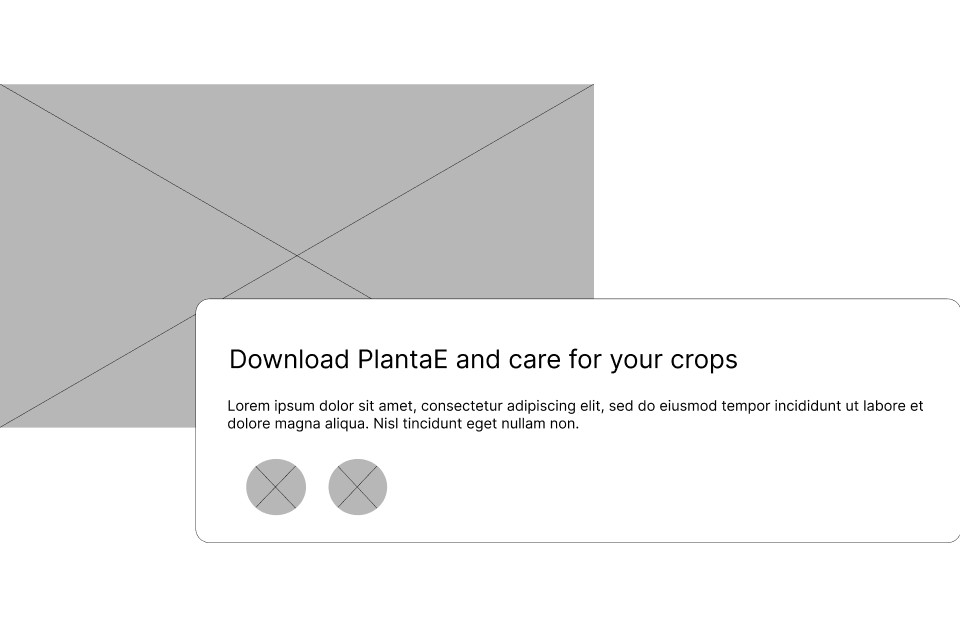 Download PlantaE and care for your crops
Lorem ipsum dolor sit amet, consectetur adipiscing elit, sed do eiusmod tempor incididunt ut labore et
dolore magna aliqua. Nisl tincidunt eget nullam non.